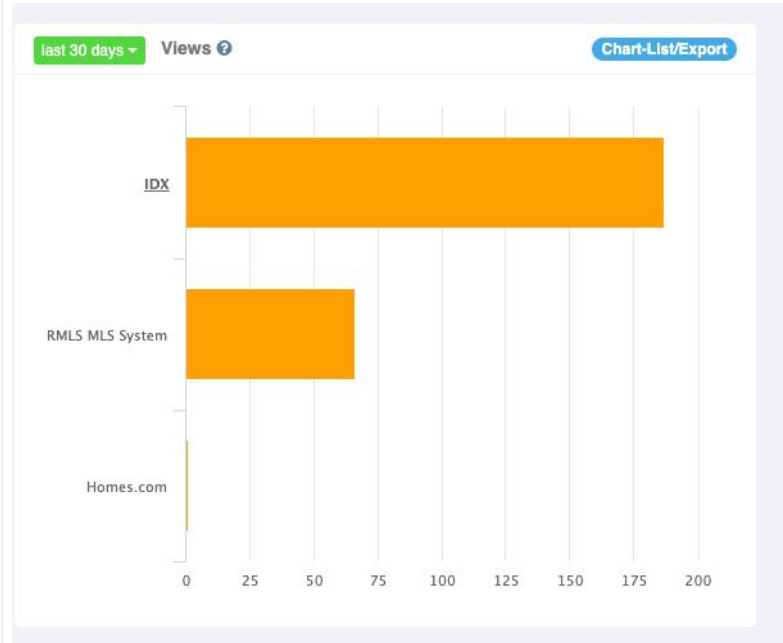 last 30 days Views ?
Chart-List/Export
IDX
RMLS MLS System
Homes.com
0 25 50 75 100 125 150 175 200